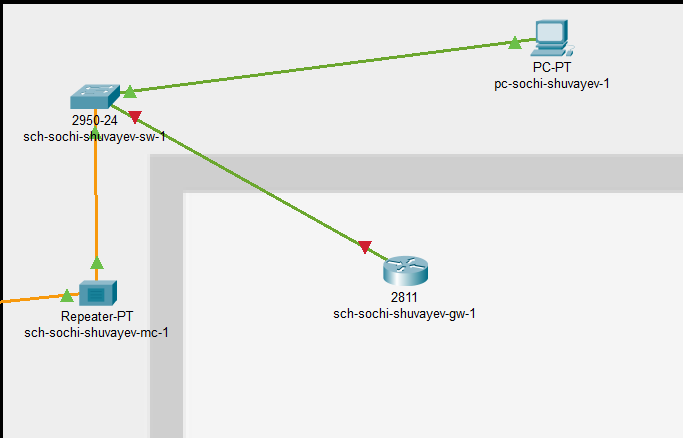 PC-PT
pc-sochi-shuvayev-1
2950-24
sch-sochi-shuvayev-sw-1
2811
sch-sochi-shuvayev-gw-1
Repeater-PT
sch-sochi-shuvayev-mc-1